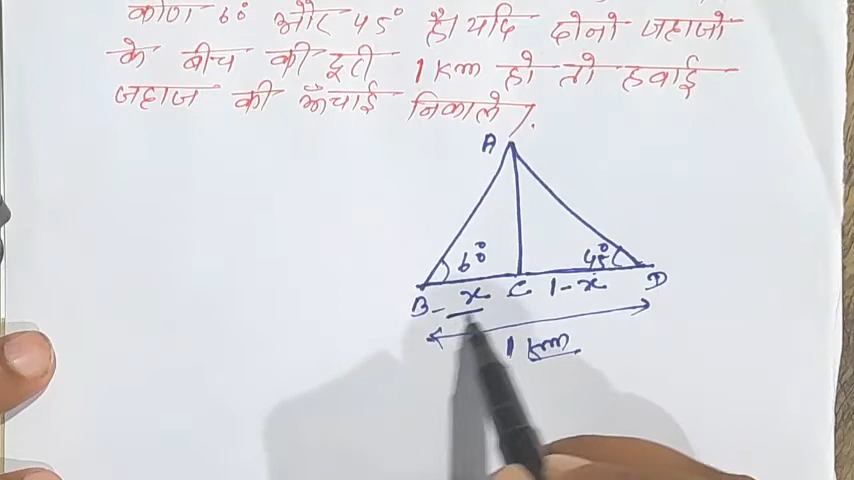 कोण 60° और 45° है। यदि दोनो जहाजो
के बीच की दूरी 1 Km हो तो हवाई
जहाज की ऊँचाई निकाले।
A
60° 45°
B x C 1-x D
1 km